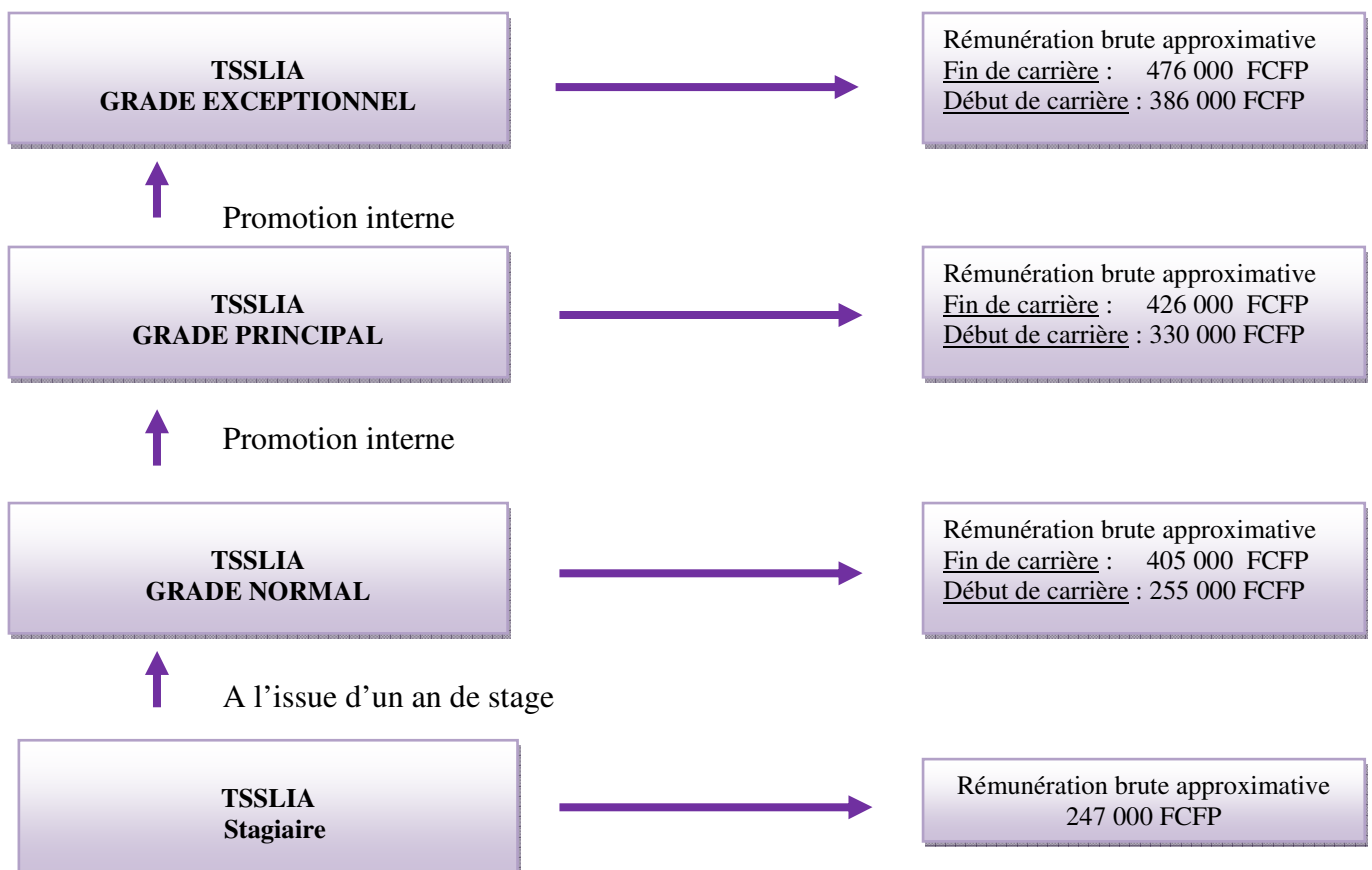 TSSLIA
GRADE EXCEPTIONNEL
Rémunération brute approximative
Fin de carrière : 476 000 FCFP
Début de carrière : 386 000 FCFP
Promotion interne
TSSLIA
GRADE PRINCIPAL
Rémunération brute approximative
Fin de carrière : 426 000 FCFP
Début de carrière : 330 000 FCFP
Promotion interne
TSSLIA
GRADE NORMAL
Rémunération brute approximative
Fin de carrière : 405 000 FCFP
Début de carrière : 255 000 FCFP
A l’issue d’un an de stage
TSSLIA
Stagiaire
Rémunération brute approximative
247 000 FCFP